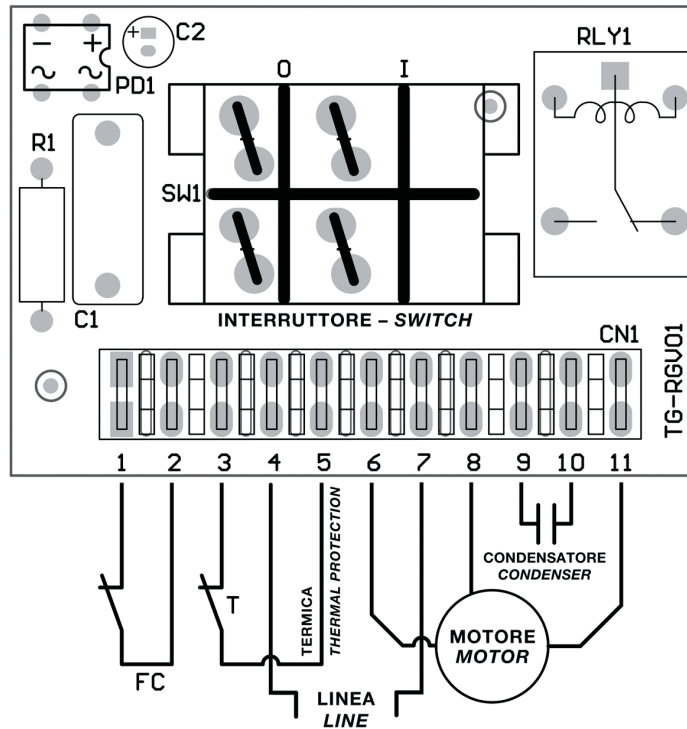 C2
RLY1
PD1
O I
R1
SW1
C1
INTERRUTTORE – SWITCH
CN1
TG-RGV01
1 2 3 4 5 6 7 8 9 10 11
CONDENSATORE
CONDENSER
T
TERMICA
THERMAL PROTECTION
MOTORE
MOTOR
FC
LINEA
LINE